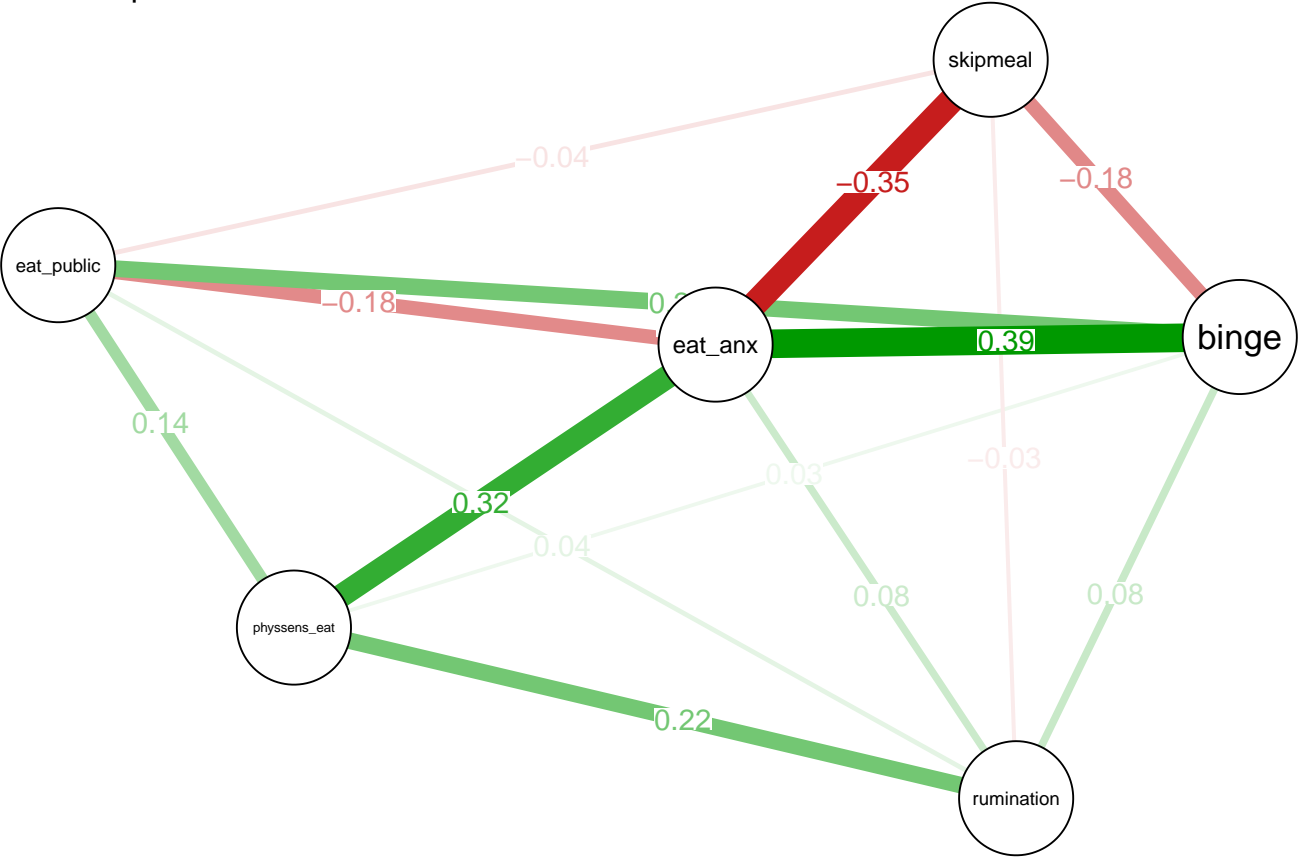 skipmeal
−0.04
−0.35
−0.18
eat_public
−0.18
eat_anx
0.39
binge
0.14
−0.03
0.03
0.32
0.04
0.08
0.08
physsens_eat
0.22
rumination